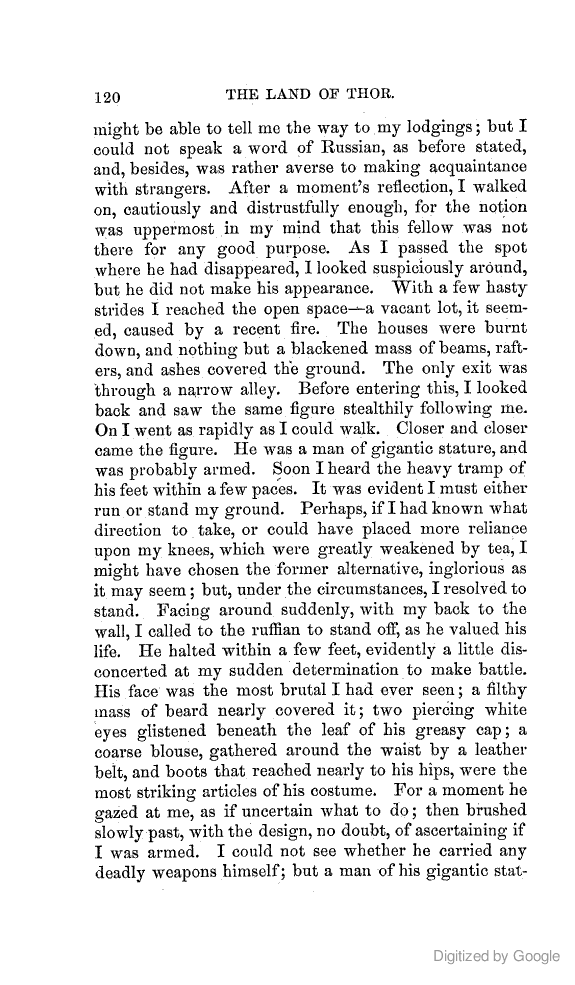 120 THE LAND OF THOR.
might be able to tell me the way to my lodgings; but I
could not speak a word of Russian, as before stated,
and, besides, was rather averse to making acquaintance
with strangers. After a moment's reflection, I walked
on, cautiously and distrustfully enough, for the notion
was uppermost in my mind that this fellow was not
there for any good purpose. As I passed the spot
where he had disappeared, I looked suspiciously around,
but he did not make his appearance. With a few hasty
strides I reached the open space—a vacant lot, it seem-
ed, caused by a recent fire. The houses were burnt
down, and nothing but a blackened mass of beams, raft-
ers, and ashes covered the ground. The only exit was
through a narrow alley. Before entering this, I looked
back and saw the same figure stealthily following me.
On I went as rapidly as I could walk. Closer and closer
came the figure. He was a man of gigantic stature, and
was probably armed. Soon I heard the heavy tramp of
his feet within a few paces. It was evident I must either
run or stand my ground. Perhaps, if I had known what
direction to take, or could have placed more reliance
upon my knees, which were greatly weakened by tea, I
might have chosen the former alternative, inglorious as
it may seem; but, under the circumstances, I resolved to
stand. Facing around suddenly, with my back to the
wall, I called to the ruffian to stand off, as he valued his
life. He halted within a few feet, evidently a little dis-
concerted at my sudden determination to make battle.
His face was the most brutal I had ever seen; a filthy
mass of beard nearly covered it; two piercing white
eyes glistened beneath the leaf of his greasy cap; a
coarse blouse, gathered around the waist by a leather
belt, and boots that reached nearly to his hips, were the
most striking articles of his costume. For a moment he
gazed at me, as if uncertain what to do; then brushed
slowly past, with the design, no doubt, of ascertaining if
I was armed. I could not see whether he carried any
deadly weapons himself; but a man of his gigantic stat-
Digitized by Google